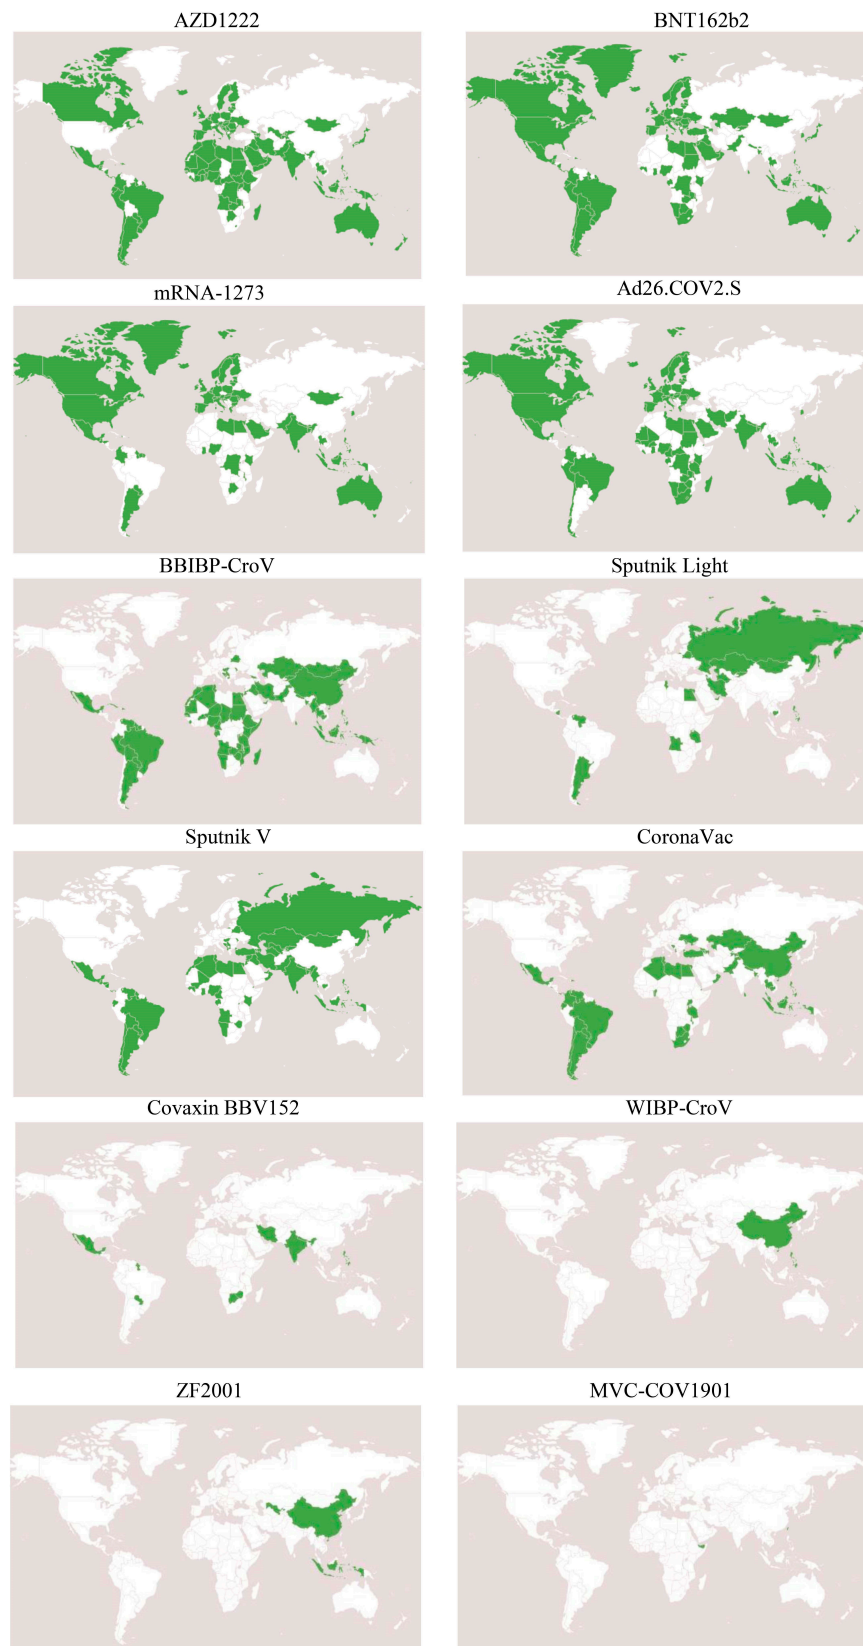 AZD1222
BNT162b2
mRNA-1273
Ad26.COV2.S
BBIBP-CroV
Sputnik Light
Sputnik V
CoronaVac
Covaxin BBV152
WIBP-CroV
ZF2001
MVC-COV1901